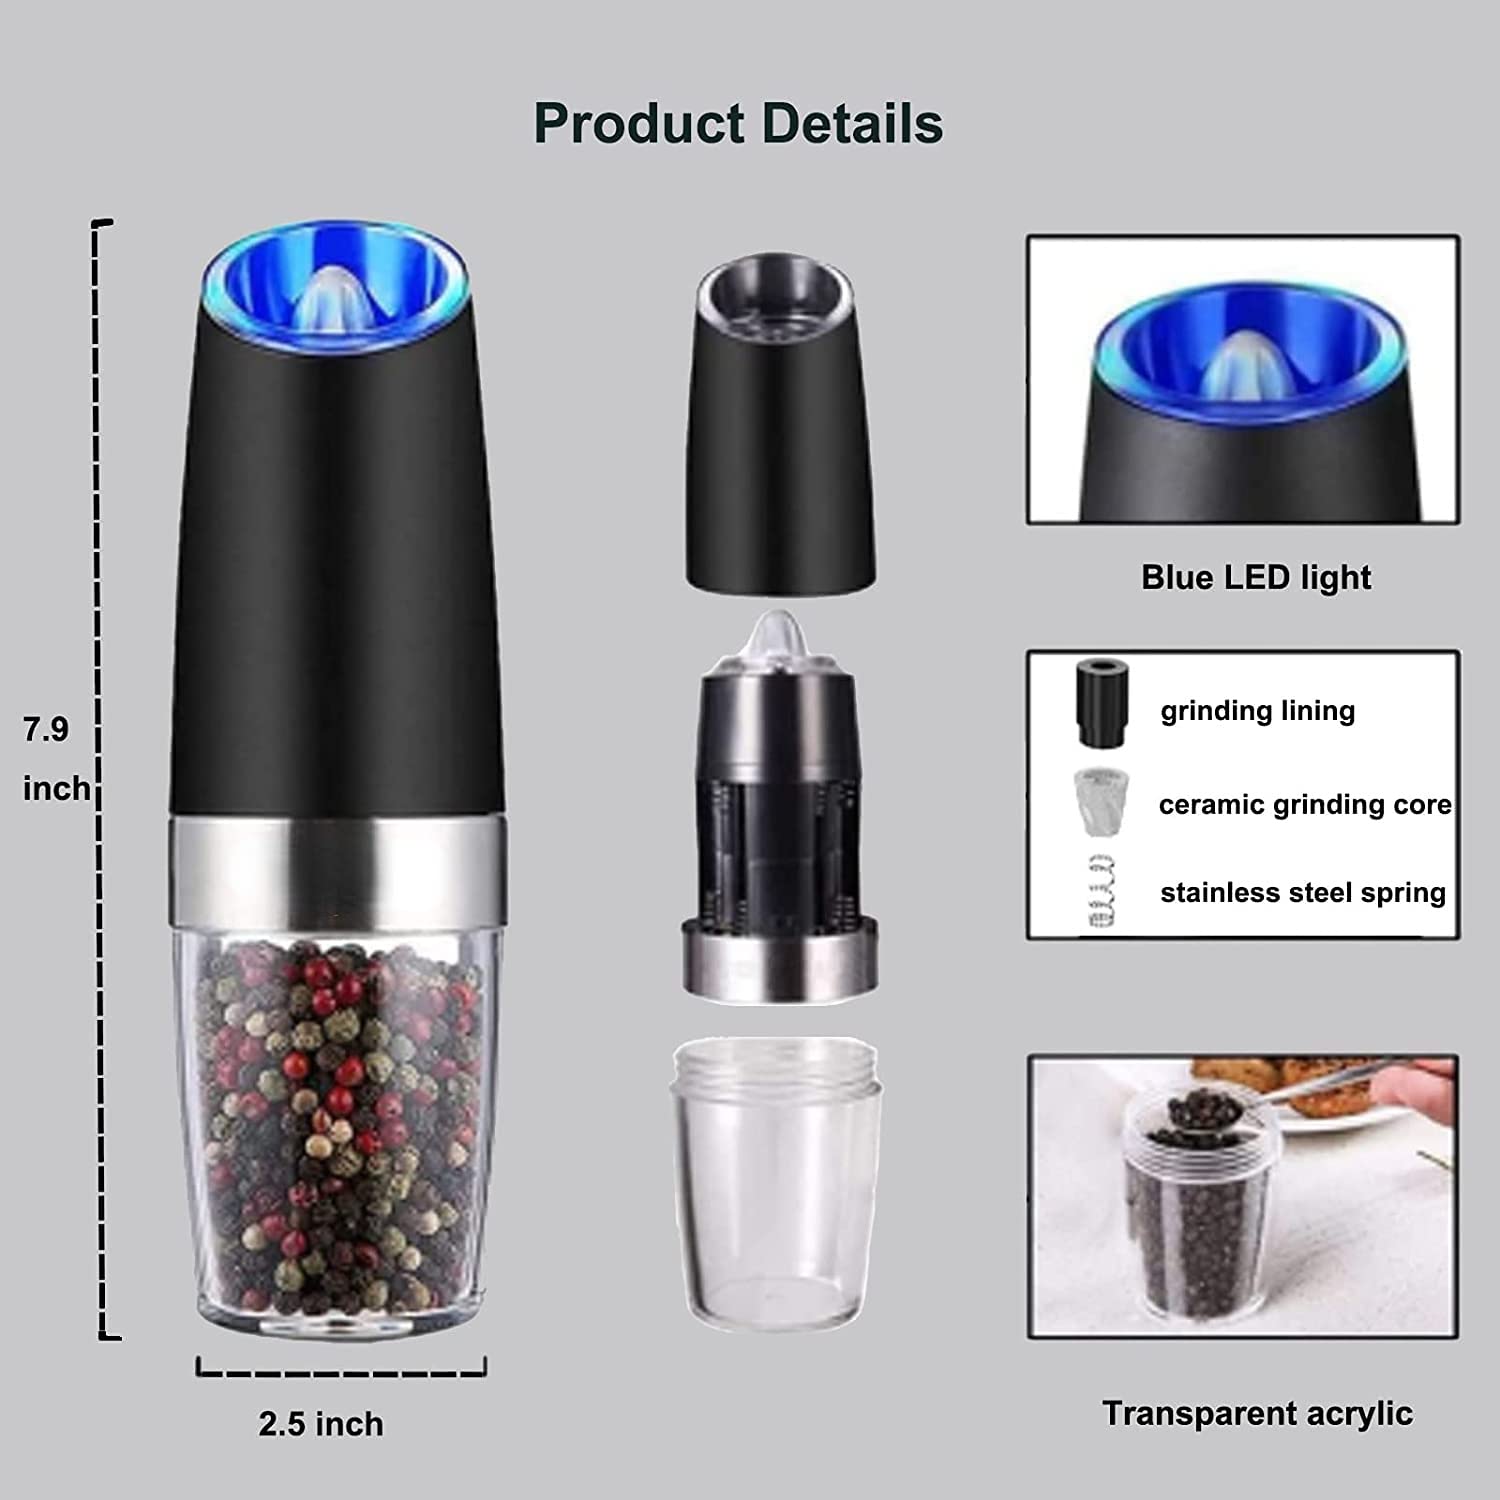 Product Details
7.9
inch
2.5 inch
Blue LED light
grinding lining
ceramic grinding core
stainless steel spring
Transparent acrylic